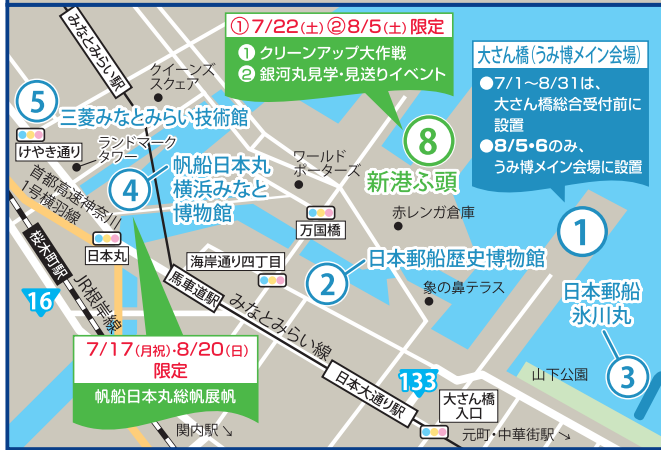 みなとみらい駅
①7/22(土)②8/5(土)限定
❶クリーンアップ大作戦
❷銀河丸見学・見送りイベント
大さん橋(うみ博メイン会場)
●7/1～8/31は、
大さん橋総合受付前に
設置
●8/5・6のみ、
うみ博メイン会場に設置
クイーンズ
スクエア
⑤
三菱みなとみらい技術館
けやき通り
ランドマーク
タワー
④
帆船日本丸
横浜みなと
博物館
ワールド
ポーターズ
⑧
新港ふ頭
首都高速神奈川
1号横羽線
万国橋
赤レンガ倉庫
①
桜木町駅
日本丸
海岸通り四丁目
②
日本郵船歴史博物館
16
JR根岸線
馬車道駅
みなとみらい線
象の鼻テラス
日本郵船
氷川丸
③
7/17(月祝)・8/20(日)
限定
帆船日本丸総帆展帆
日本大通り駅
133
大さん橋
入口
山下公園
関内駅↘
元町・中華街駅↘